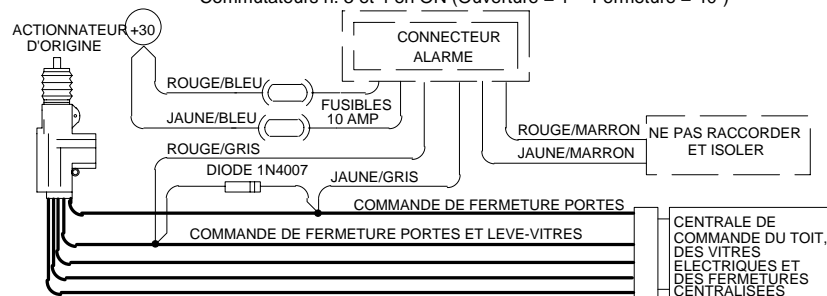 Commutateurs n. 3 et 4 en ON (Ouverture = 1" - Fermeture = 40")
ACTIONNATEUR
D'ORIGINE
+30
CONNECTEUR
ALARME
ROUGE/BLEU
FUSIBLES
10 AMP
JAUNE/BLEU
ROUGE/MARRON
NE PAS RACCORDER
ET ISOLER
JAUNE/MARRON
ROUGE/GRIS
DIODE 1N4007
JAUNE/GRIS
COMMANDE DE FERMETURE PORTES
COMMANDE DE FERMETURE PORTES ET LEVE-VITRES
CENTRALE DE
COMMANDE DU TOIT,
DES VITRES
ELECTRIQUES ET
DES FERMETURES
CENTRALISEES